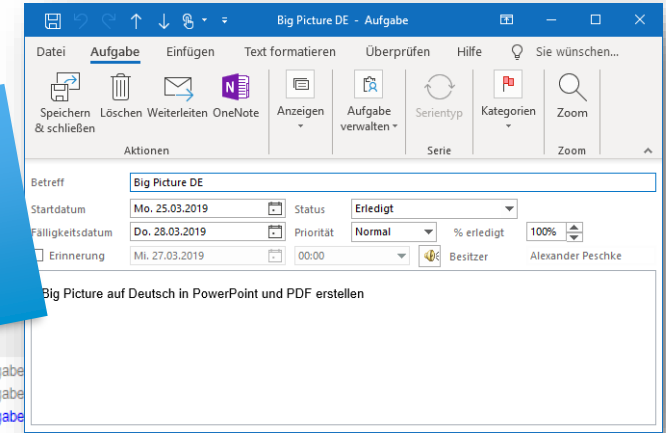 Big Picture DE - Aufgabe
Datei Aufgabe Einfügen Text formatieren Überprüfen Hilfe Sie wünschen...
Speichern & schließen
Löschen
Weiterleiten
OneNote
Anzeigen
Aufgabe verwalten
Serientyp
Kategorien
Zoom
Aktionen Serie Zoom
Betreff Big Picture DE
Startdatum Mo. 25.03.2019 Status Erledigt
Fälligkeitsdatum Do. 28.03.2019 Priorität Normal % erledigt 100%
Erinnerung Mi. 27.03.2019 00:00 Besitzer Alexander Peschke
Big Picture auf Deutsch in PowerPoint und PDF erstellen